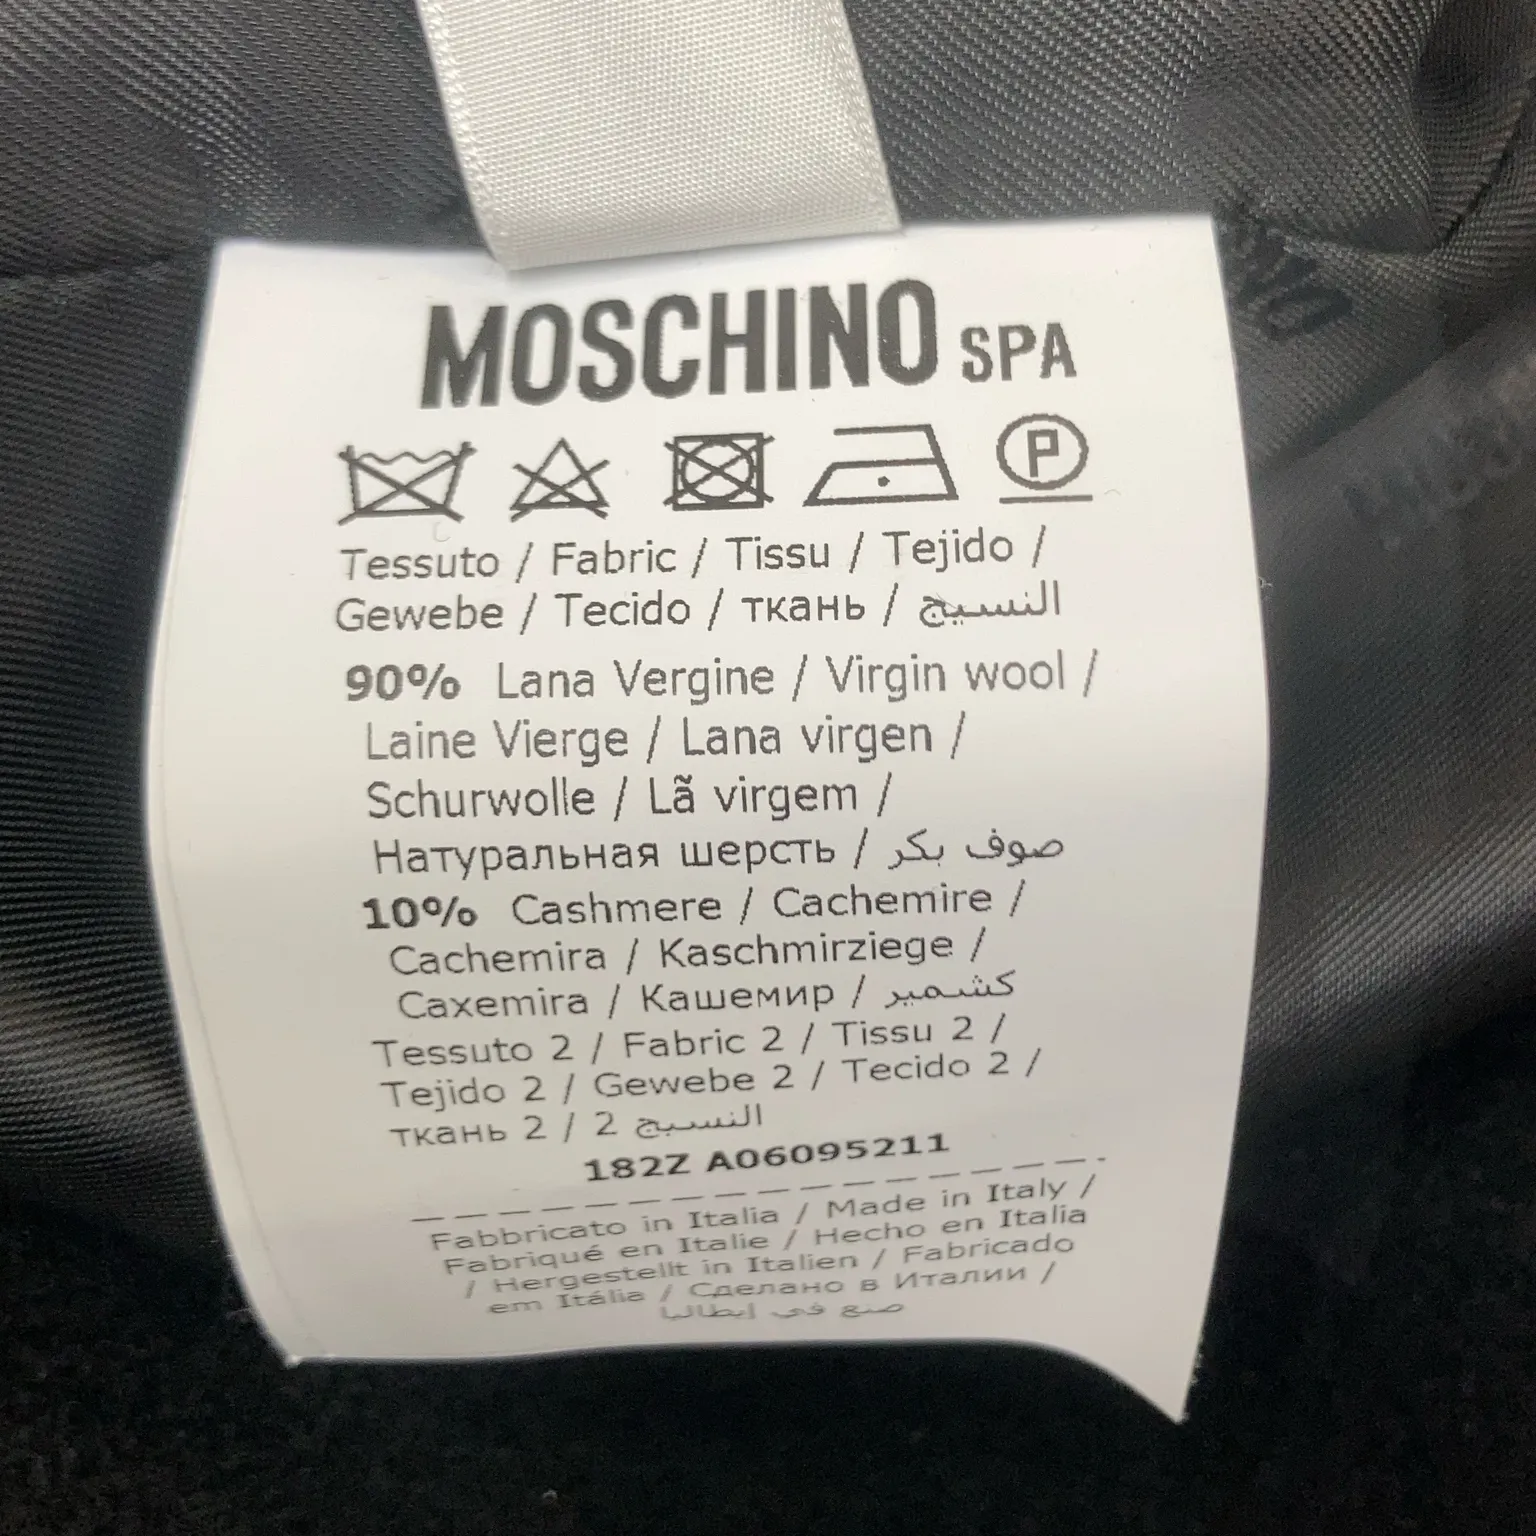 MOSCHINO SPA
P
Tessuto / Fabric / Tissu / Tejido /
Gewebe / Tecido / ткань / النسيج
90% Lana Vergine / Virgin wool /
Laine Vierge / Lana virgen /
Schurwolle / Lã virgem /
Натуральная шерсть / صوف بكر
10% Cashmere / Cachemire /
Cachemira / Kaschmirziege /
Caxemira / Кашемир / كشمير
Tessuto 2 / Fabric 2 / Tissu 2 /
Tejido 2 / Gewebe 2 / Tecido 2 /
ткань 2 / 2 النسيج
182Z A06095211
Fabbricato in Italia / Made in Italy /
Fabriqué en Italie / Hecho en Italia
/ Hergestellt in Italien / Fabricado
em Itália / Сделано в Италии /
صنع في إيطاليا